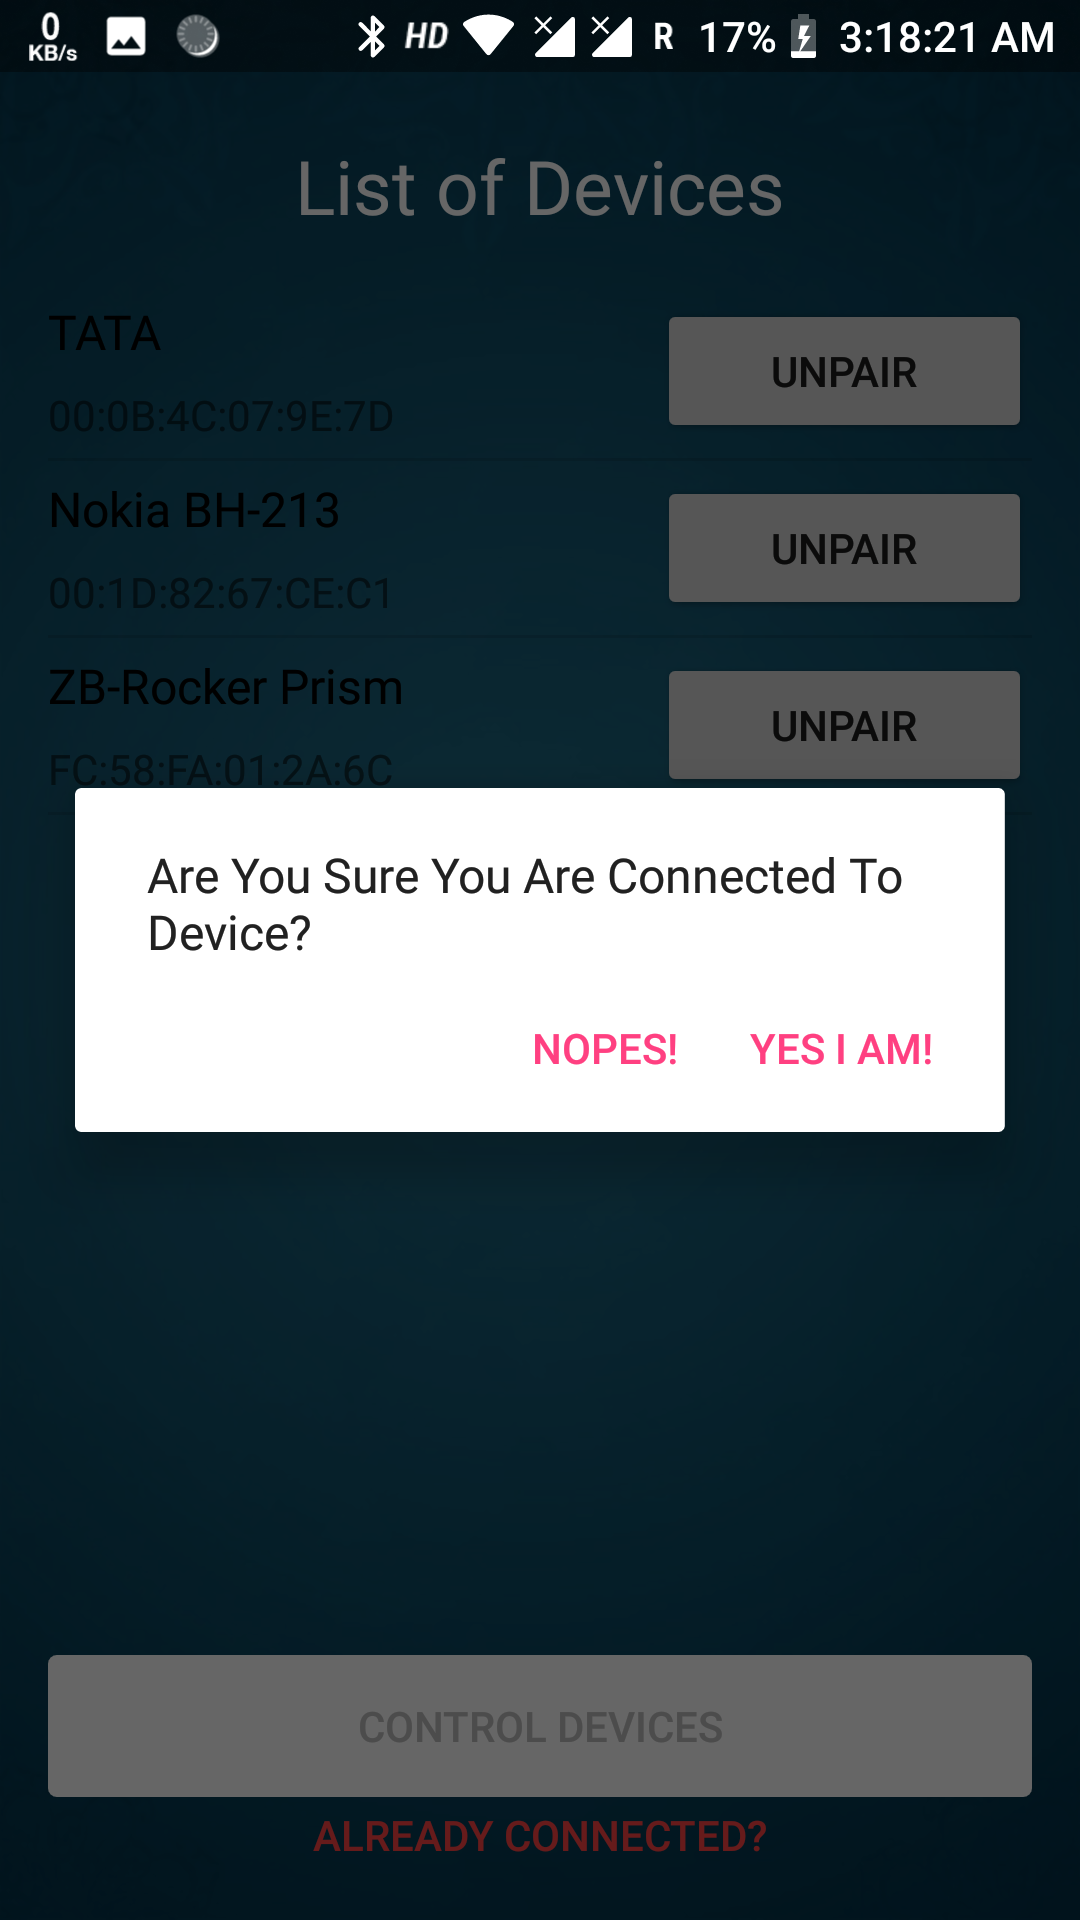 0 KB/s HD R 17% 3:18:21 AM
List of Devices
TATA
UNPAIR
00:0B:4C:07:9E:7D
Nokia BH-213
UNPAIR
00:1D:82:67:CE:C1
ZB-Rocker Prism
UNPAIR
FC:58:FA:01:2A:6C
Are You Sure You Are Connected To
Device?
NOPES! YES I AM!
CONTROL DEVICES
ALREADY CONNECTED?